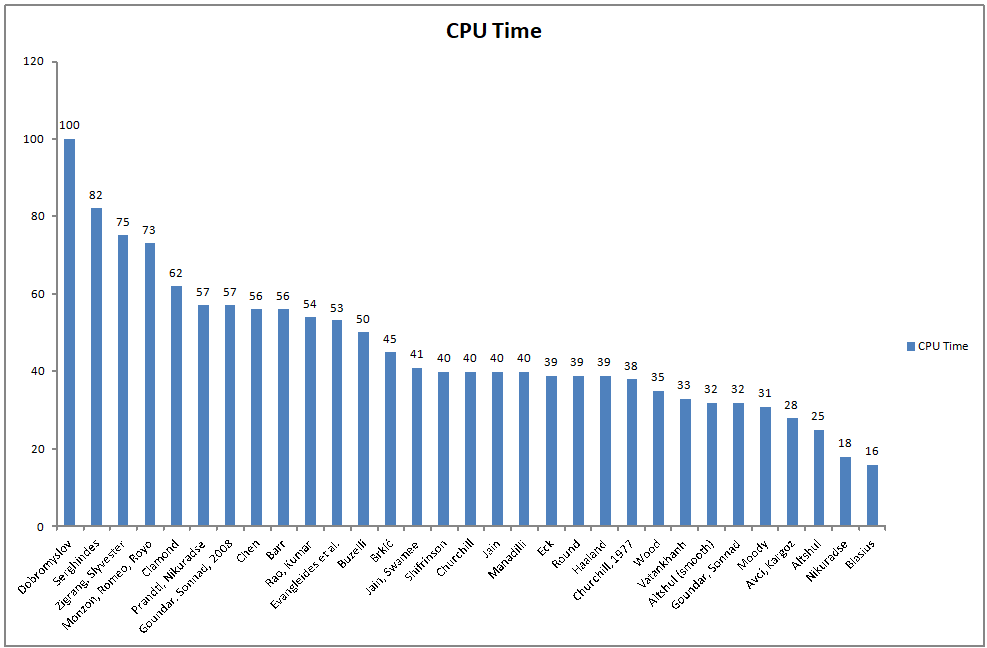 CPU Time
120
100
80
60
40
20
0
100
82
75
73
62
57
57
56
56
54
53
50
45
41
40
40
40
40
39
39
39
38
35
33
32
32
31
28
25
18
16
Dobromyslov
Serghindes
Zigrang, Slyvester
Monzon, Romeo, Royo
Clamond
Prandtl, Nikuradse
Goundar, Sonnad, 2008
Chen
Barr
Rao, Kumar
Evangleides et al.
Buzelli
Brkić
Jain, Swamee
Shifrinson
Churchill
Jain
Manadilli
Eck
Round
Haaland
Churchill, 1977
Wood
Vatankhanh
Altshul (smooth)
Goundar, Sonnad
Moody
Avci, Kargoz
Altshul
Nikuradse
Blasius
CPU Time